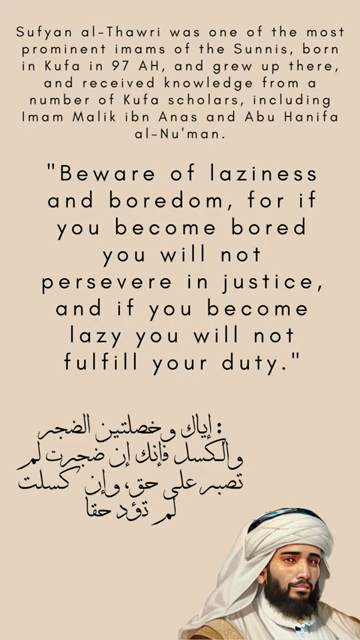 Sufyan al-Thawri was one of the most
prominent imams of the Sunnis, born
in Kufa in 97 AH, and grew up there,
and received knowledge from a
number of Kufa scholars, including
Imam Malik ibn Anas and Abu Hanifa
al-Nu'man.
"Beware of laziness
and boredom, for if
you become bored
you will not
persevere in justice,
and if you become
lazy you will not
fulfill your duty."
: إياك وخصلتين الضجر
والكسل فإنك إن ضجرت لم
تصبر على حق، وإن كسلت
لم تؤد حقا